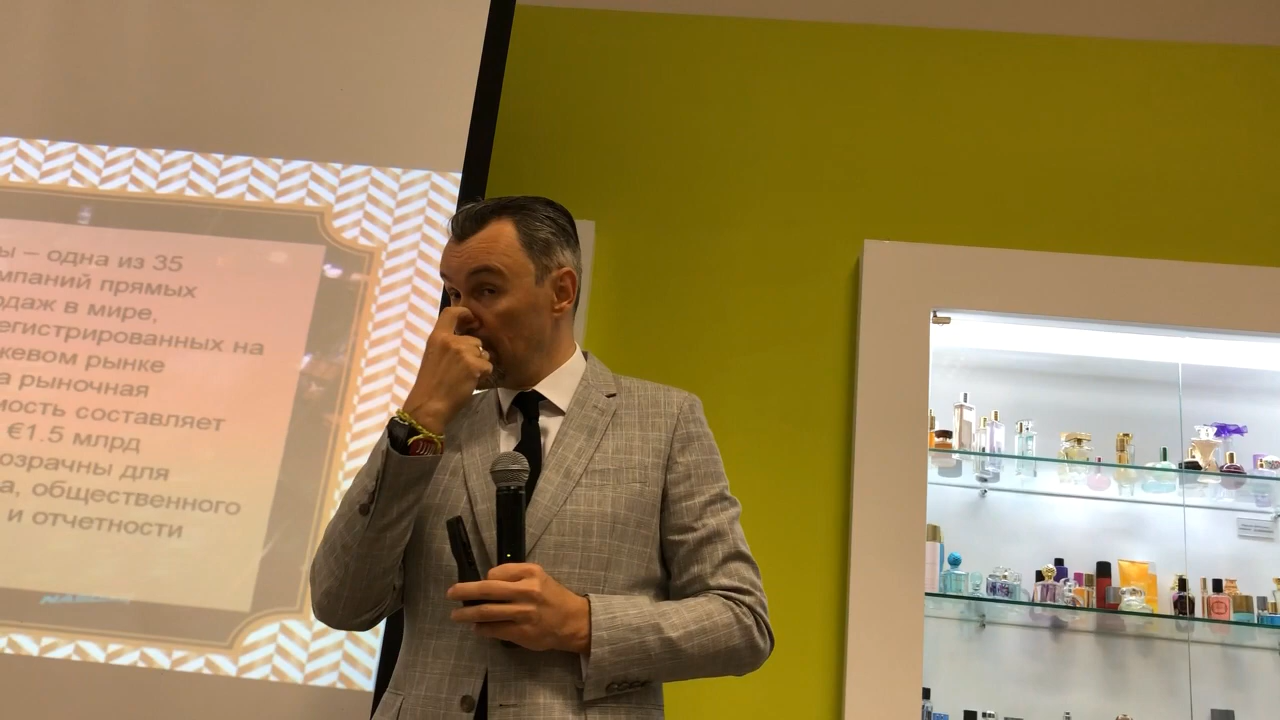 ы – одна из 35
мпаний прямых
одаж в мире,
егистрированных на
жевом рынке
а рыночная
мость составляет
€1.5 млрд
озрачны для
а, общественного
и отчетности